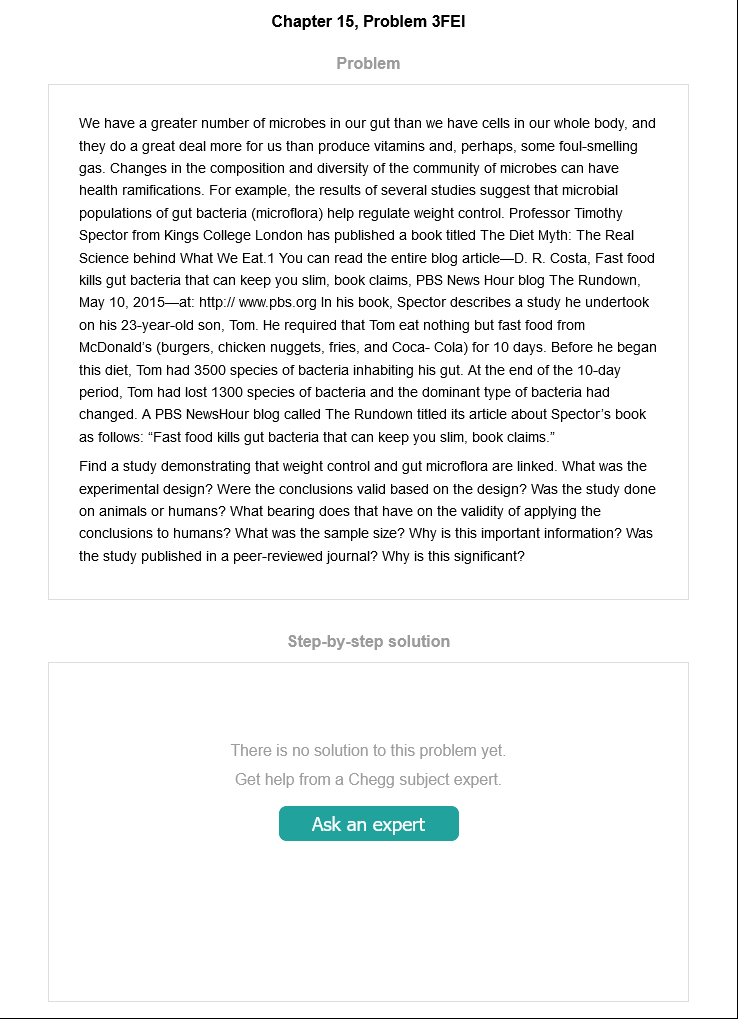 Chapter 15, Problem 3FEI
Problem
We have a greater number of microbes in our gut than we have cells in our whole body, and
they do a great deal more for us than produce vitamins and, perhaps, some foul-smelling
gas. Changes in the composition and diversity of the community of microbes can have
health ramifications. For example, the results of several studies suggest that microbial
populations of gut bacteria (microflora) help regulate weight control. Professor Timothy
Spector from Kings College London has published a book titled The Diet Myth: The Real
Science behind What We Eat.1 You can read the entire blog article—D. R. Costa, Fast food
kills gut bacteria that can keep you slim, book claims, PBS News Hour blog The Rundown,
May 10, 2015—at: http:// www.pbs.org In his book, Spector describes a study he undertook
on his 23-year-old son, Tom. He required that Tom eat nothing but fast food from
McDonald's (burgers, chicken nuggets, fries, and Coca- Cola) for 10 days. Before he began
this diet, Tom had 3500 species of bacteria inhabiting his gut. At the end of the 10-day
period, Tom had lost 1300 species of bacteria and the dominant type of bacteria had
changed. A PBS NewsHour blog called The Rundown titled its article about Spector's book
as follows: “Fast food kills gut bacteria that can keep you slim, book claims.”
Find a study demonstrating that weight control and gut microflora are linked. What was the
experimental design? Were the conclusions valid based on the design? Was the study done
on animals or humans? What bearing does that have on the validity of applying the
conclusions to humans? What was the sample size? Why is this important information? Was
the study published in a peer-reviewed journal? Why is this significant?
Step-by-step solution
There is no solution to this problem yet.
Get help from a Chegg subject expert.
Ask an expert